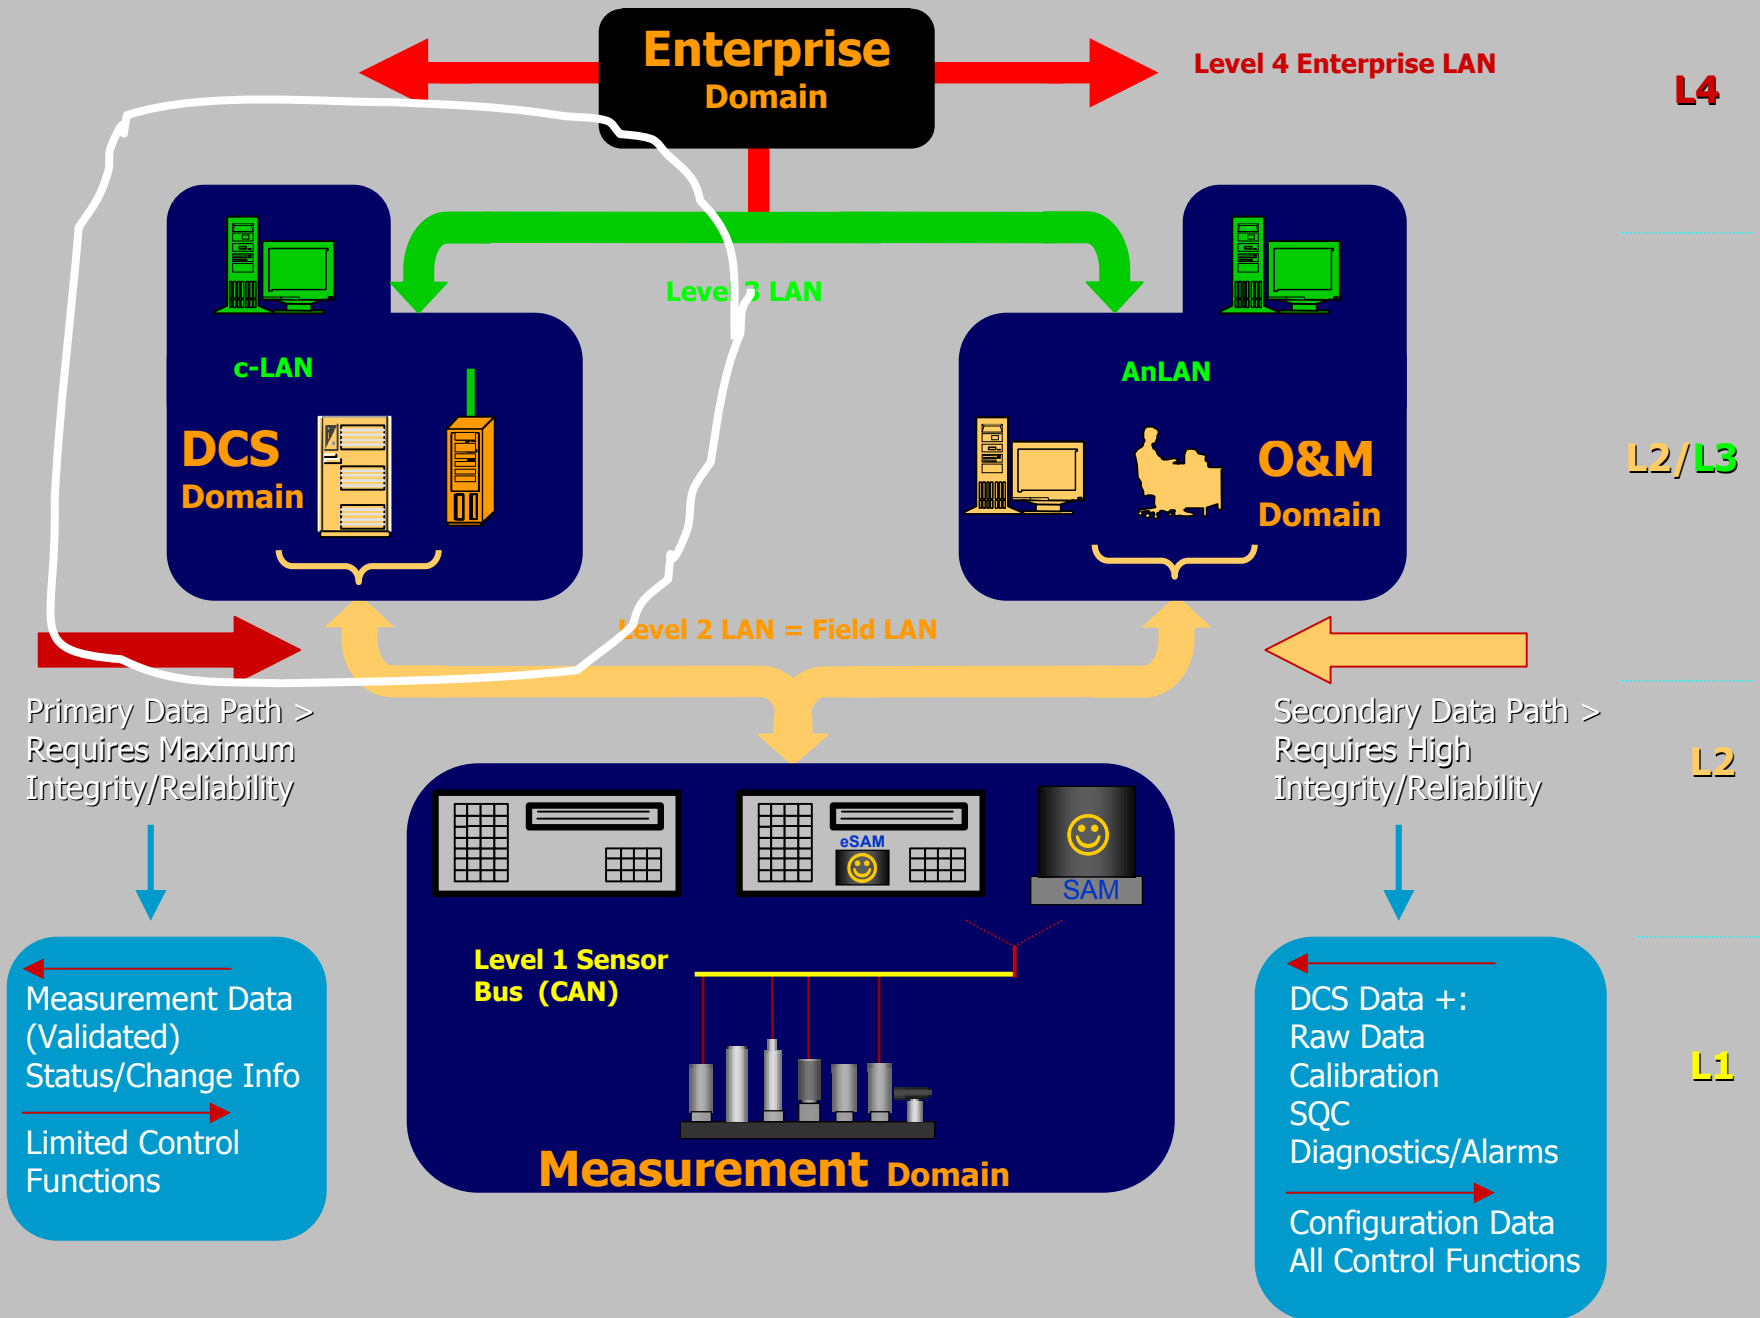 Enterprise
Domain
Level 4 Enterprise LAN
L4
Level 3 LAN
c-LAN
DCS
Domain
AnLAN
O&M
Domain
L2/L3
Level 2 LAN = Field LAN
Primary Data Path >
Requires Maximum
Integrity/Reliability
Secondary Data Path >
Requires High
Integrity/Reliability
L2
eSAM
SAM
Level 1 Sensor
Bus (CAN)
Measurement Domain
Measurement Data
(Validated)
Status/Change Info
Limited Control
Functions
DCS Data +:
Raw Data
Calibration
SQC
Diagnostics/Alarms
Configuration Data
All Control Functions
L1